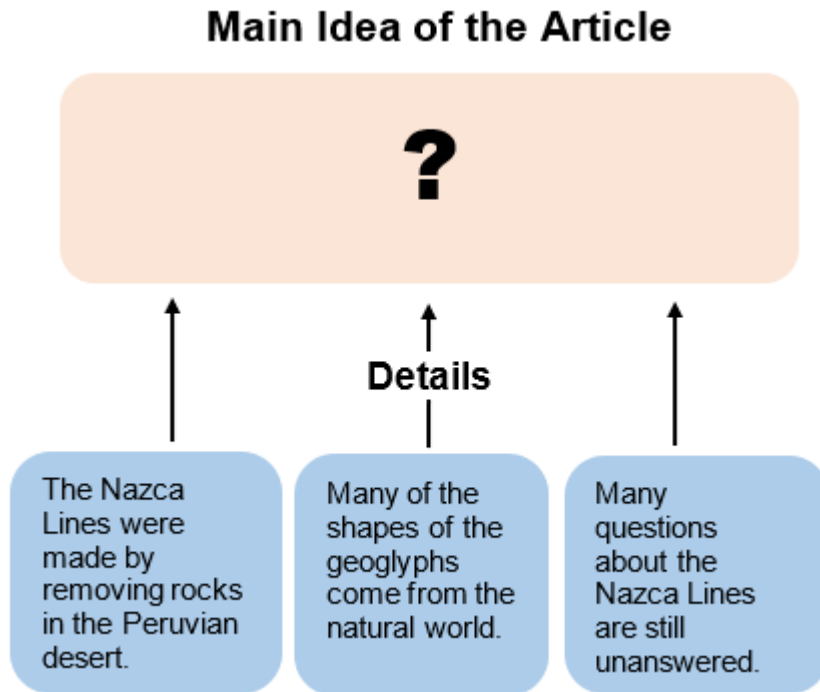 Main Idea of the Article
?
Details
The Nazca
Lines were
made by
removing rocks
in the Peruvian
desert.
Many of the
shapes of the
geoglyphs
come from the
natural world.
Many
questions
about the
Nazca Lines
are still
unanswered.